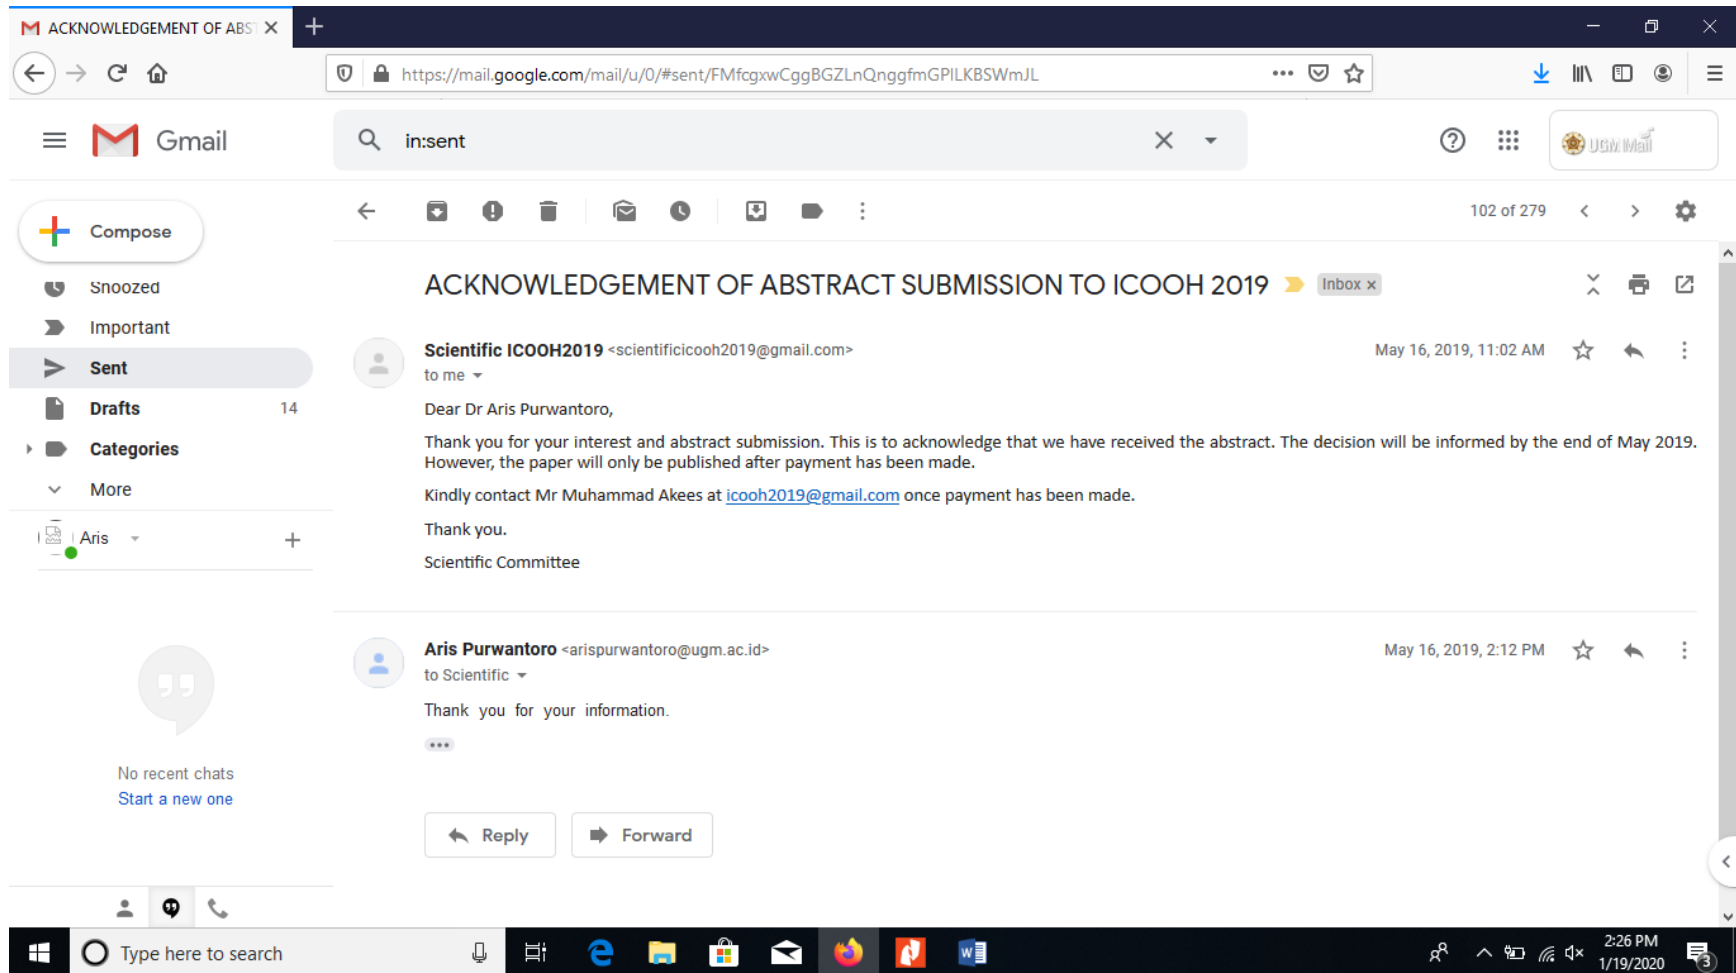 ACKNOWLEDGEMENT OF ABST
https://mail.google.com/mail/u/0/#sent/FMfcgxwCggBGZLnQnggfmGPlLKBSWmJL
Gmail
in:sent
UGM Mail
Compose
102 of 279
Snoozed
Important
Sent
Drafts 14
Categories
More
Aris
No recent chats
Start a new one
ACKNOWLEDGEMENT OF ABSTRACT SUBMISSION TO ICOOH 2019 Inbox x
Scientific ICOOH2019 <scientificicooh2019@gmail.com> May 16, 2019, 11:02 AM
to me
Dear Dr Aris Purwantoro,
Thank you for your interest and abstract submission. This is to acknowledge that we have received the abstract. The decision will be informed by the end of May 2019.
However, the paper will only be published after payment has been made.
Kindly contact Mr Muhammad Akees at icooh2019@gmail.com once payment has been made.
Thank you.
Scientific Committee
Aris Purwantoro <arispurwantoro@ugm.ac.id> May 16, 2019, 2:12 PM
to Scientific
Thank you for your information.
Reply Forward
Type here to search
2:26 PM
1/19/2020
3